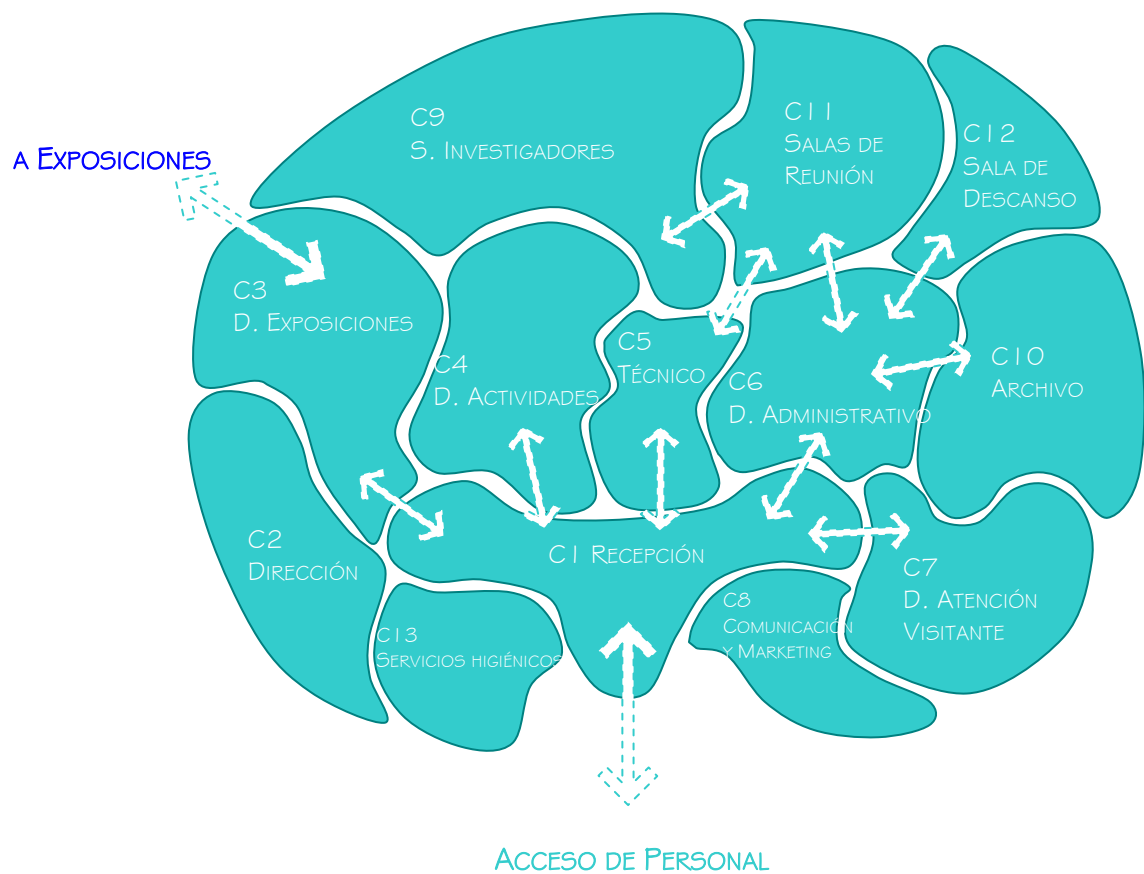 C9
S. Investigadores
C11
Salas de
Reunión
C12
Sala de
Descanso
a Exposiciones
C3
D. Exposiciones
C4
D. Actividades
C5
Técnico
C6
D. Administrativo
C10
Archivo
C2
Dirección
C1 Recepción
C7
D. Atención
Visitante
C8
Comunicación
y Marketing
C13
Servicios higiénicos
Acceso de Personal